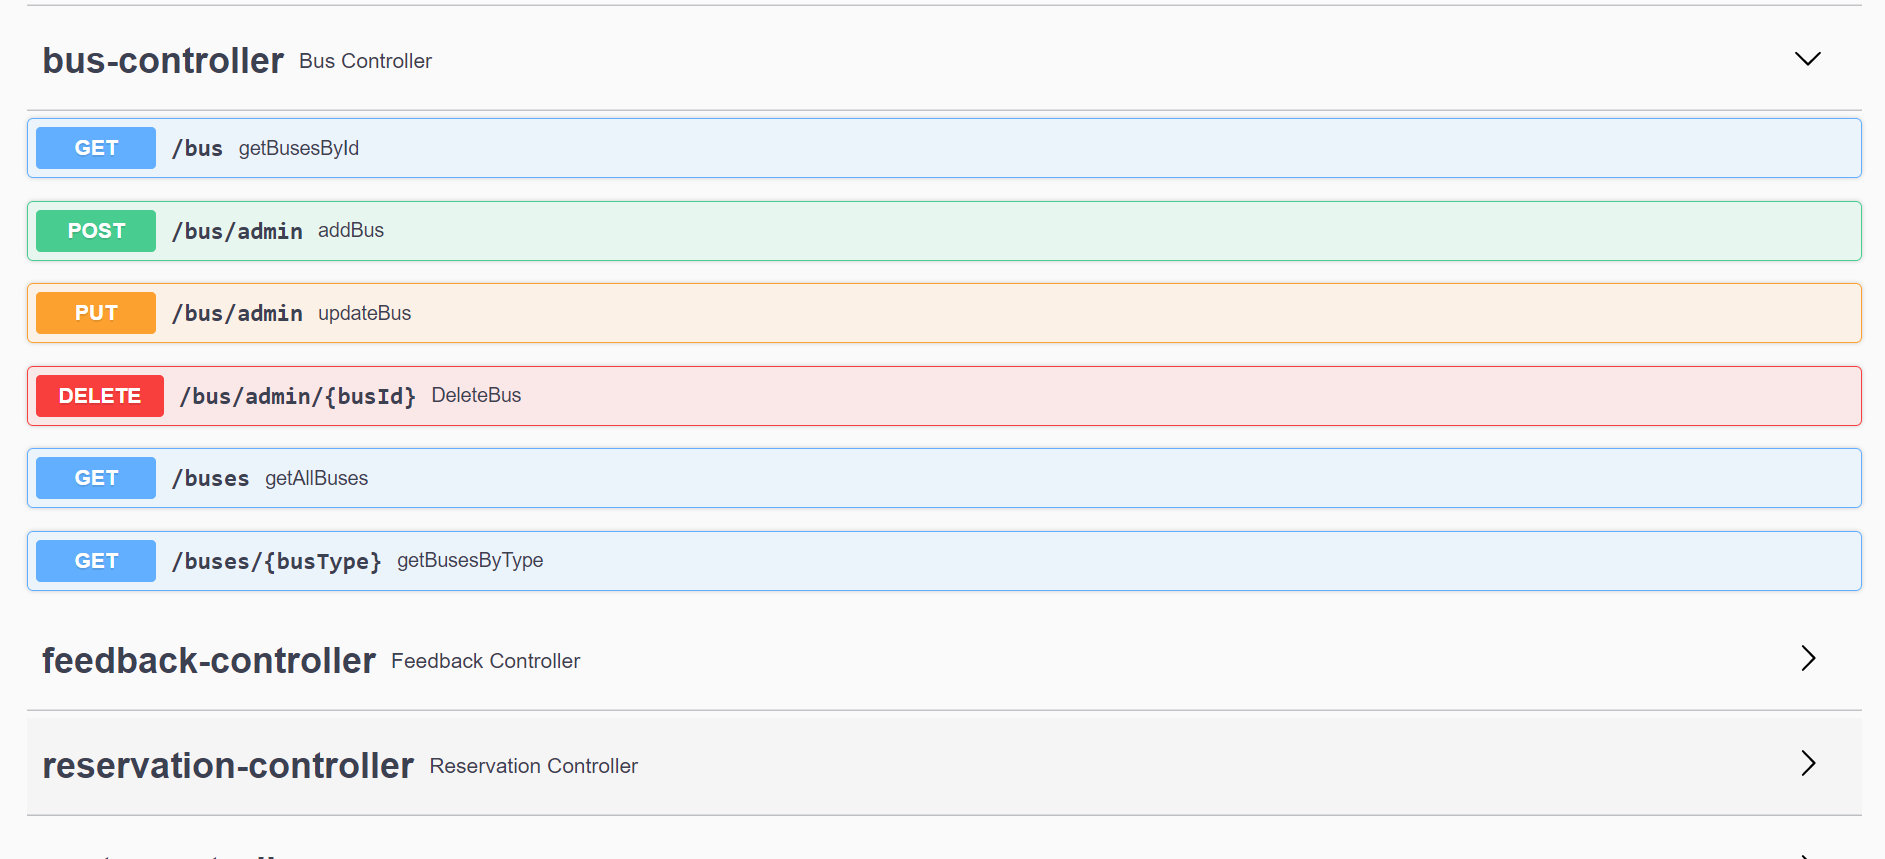 bus-controller Bus Controller
GET /bus getBusesById
POST /bus/admin addBus
PUT /bus/admin updateBus
DELETE /bus/admin/{busId} DeleteBus
GET /buses getAllBuses
GET /buses/{busType} getBusesByType
feedback-controller Feedback Controller
reservation-controller Reservation Controller